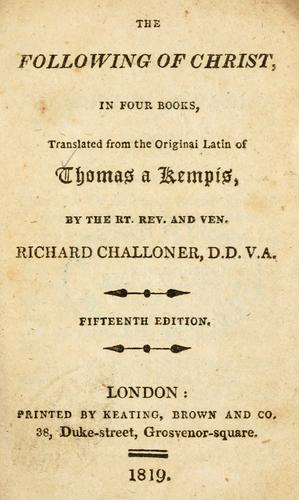 THE
FOLLOWING OF CHRIST,
IN FOUR BOOKS,
Translated from the Original Latin of
Thomas a Kempis,
BY THE RT. REV. AND VEN.
RICHARD CHALLONER, D.D. V.A.
FIFTEENTH EDITION.
LONDON:
PRINTED BY KEATING, BROWN AND CO.
38, Duke-street, Grosvenor-square.
1819.